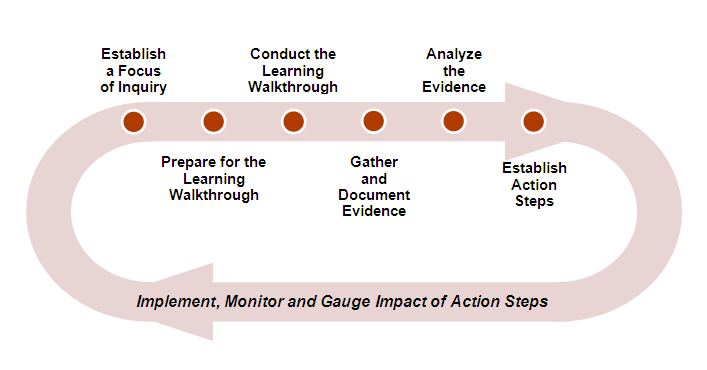 Establish
a Focus
of Inquiry
Prepare for the
Learning
Walkthrough
Conduct the
Learning
Walkthrough
Gather
and
Document
Evidence
Analyze
the
Evidence
Establish
Action
Steps
Implement, Monitor and Gauge Impact of Action Steps